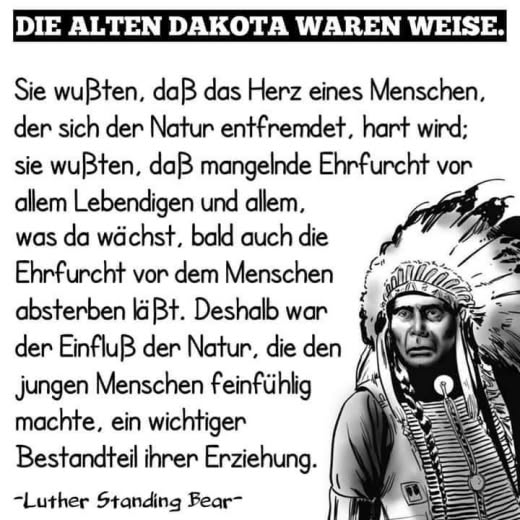 DIE ALTEN DAKOTA WAREN WEISE.
Sie wußten, daß das Herz eines Menschen,
der sich der Natur entfremdet, hart wird;
sie wußten, daß mangelnde Ehrfurcht vor
allem Lebendigen und allem,
was da wächst, bald auch die
Ehrfurcht vor dem Menschen
absterben läßt. Deshalb war
der Einfluß der Natur, die den
jungen Menschen feinfühlig
machte, ein wichtiger
Bestandteil ihrer Erziehung.
-Luther Standing Bear-